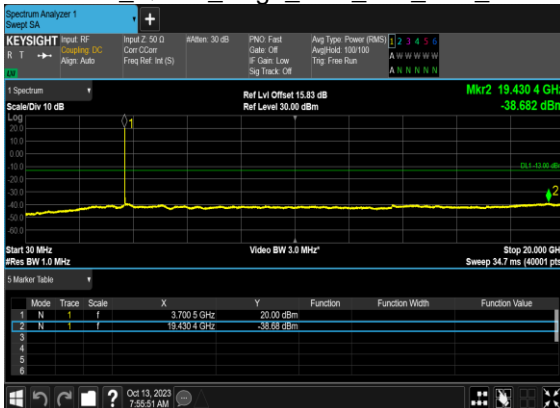 Spectrum Analyzer 1
Swept SA
+
KEYSIGHT Input: RF Input Z: 50 Ω #Atten: 30 dB PNO: Fast Avg Type: Power (RMS) 1 2 3 4 5 6
R T Coupling: DC Corr CCorr Gate: Off Avg|Hold: 100/100 A W W W W W
Align: Auto Freq Ref: Int (S) IF Gain: Low Trig: Free Run
Sig Track: Off A N N N N N
1 Spectrum Ref Lvl Offset 15.83 dB Mkr2 19.430 4 GHz
Scale/Div 10 dB Ref Level 30.00 dBm -38.682 dBm
Log
20.0
10.0
0.00
-10.0
DL1 -13.00 dBm
-20.0
-30.0
-40.0
-50.0
-60.0
1
2
Start 30 MHz Video BW 3.0 MHz* Stop 20.000 GHz
#Res BW 1.0 MHz Sweep 34.7 ms (40001 pts)
5 Marker Table
Mode Trace Scale X Y Function Function Width Function Value
1 N 1 f 3.700 5 GHz 20.00 dBm
2 N 1 f 19.430 4 GHz -38.68 dBm
3
4
5
6
? Oct 13, 2023
7:55:51 AM